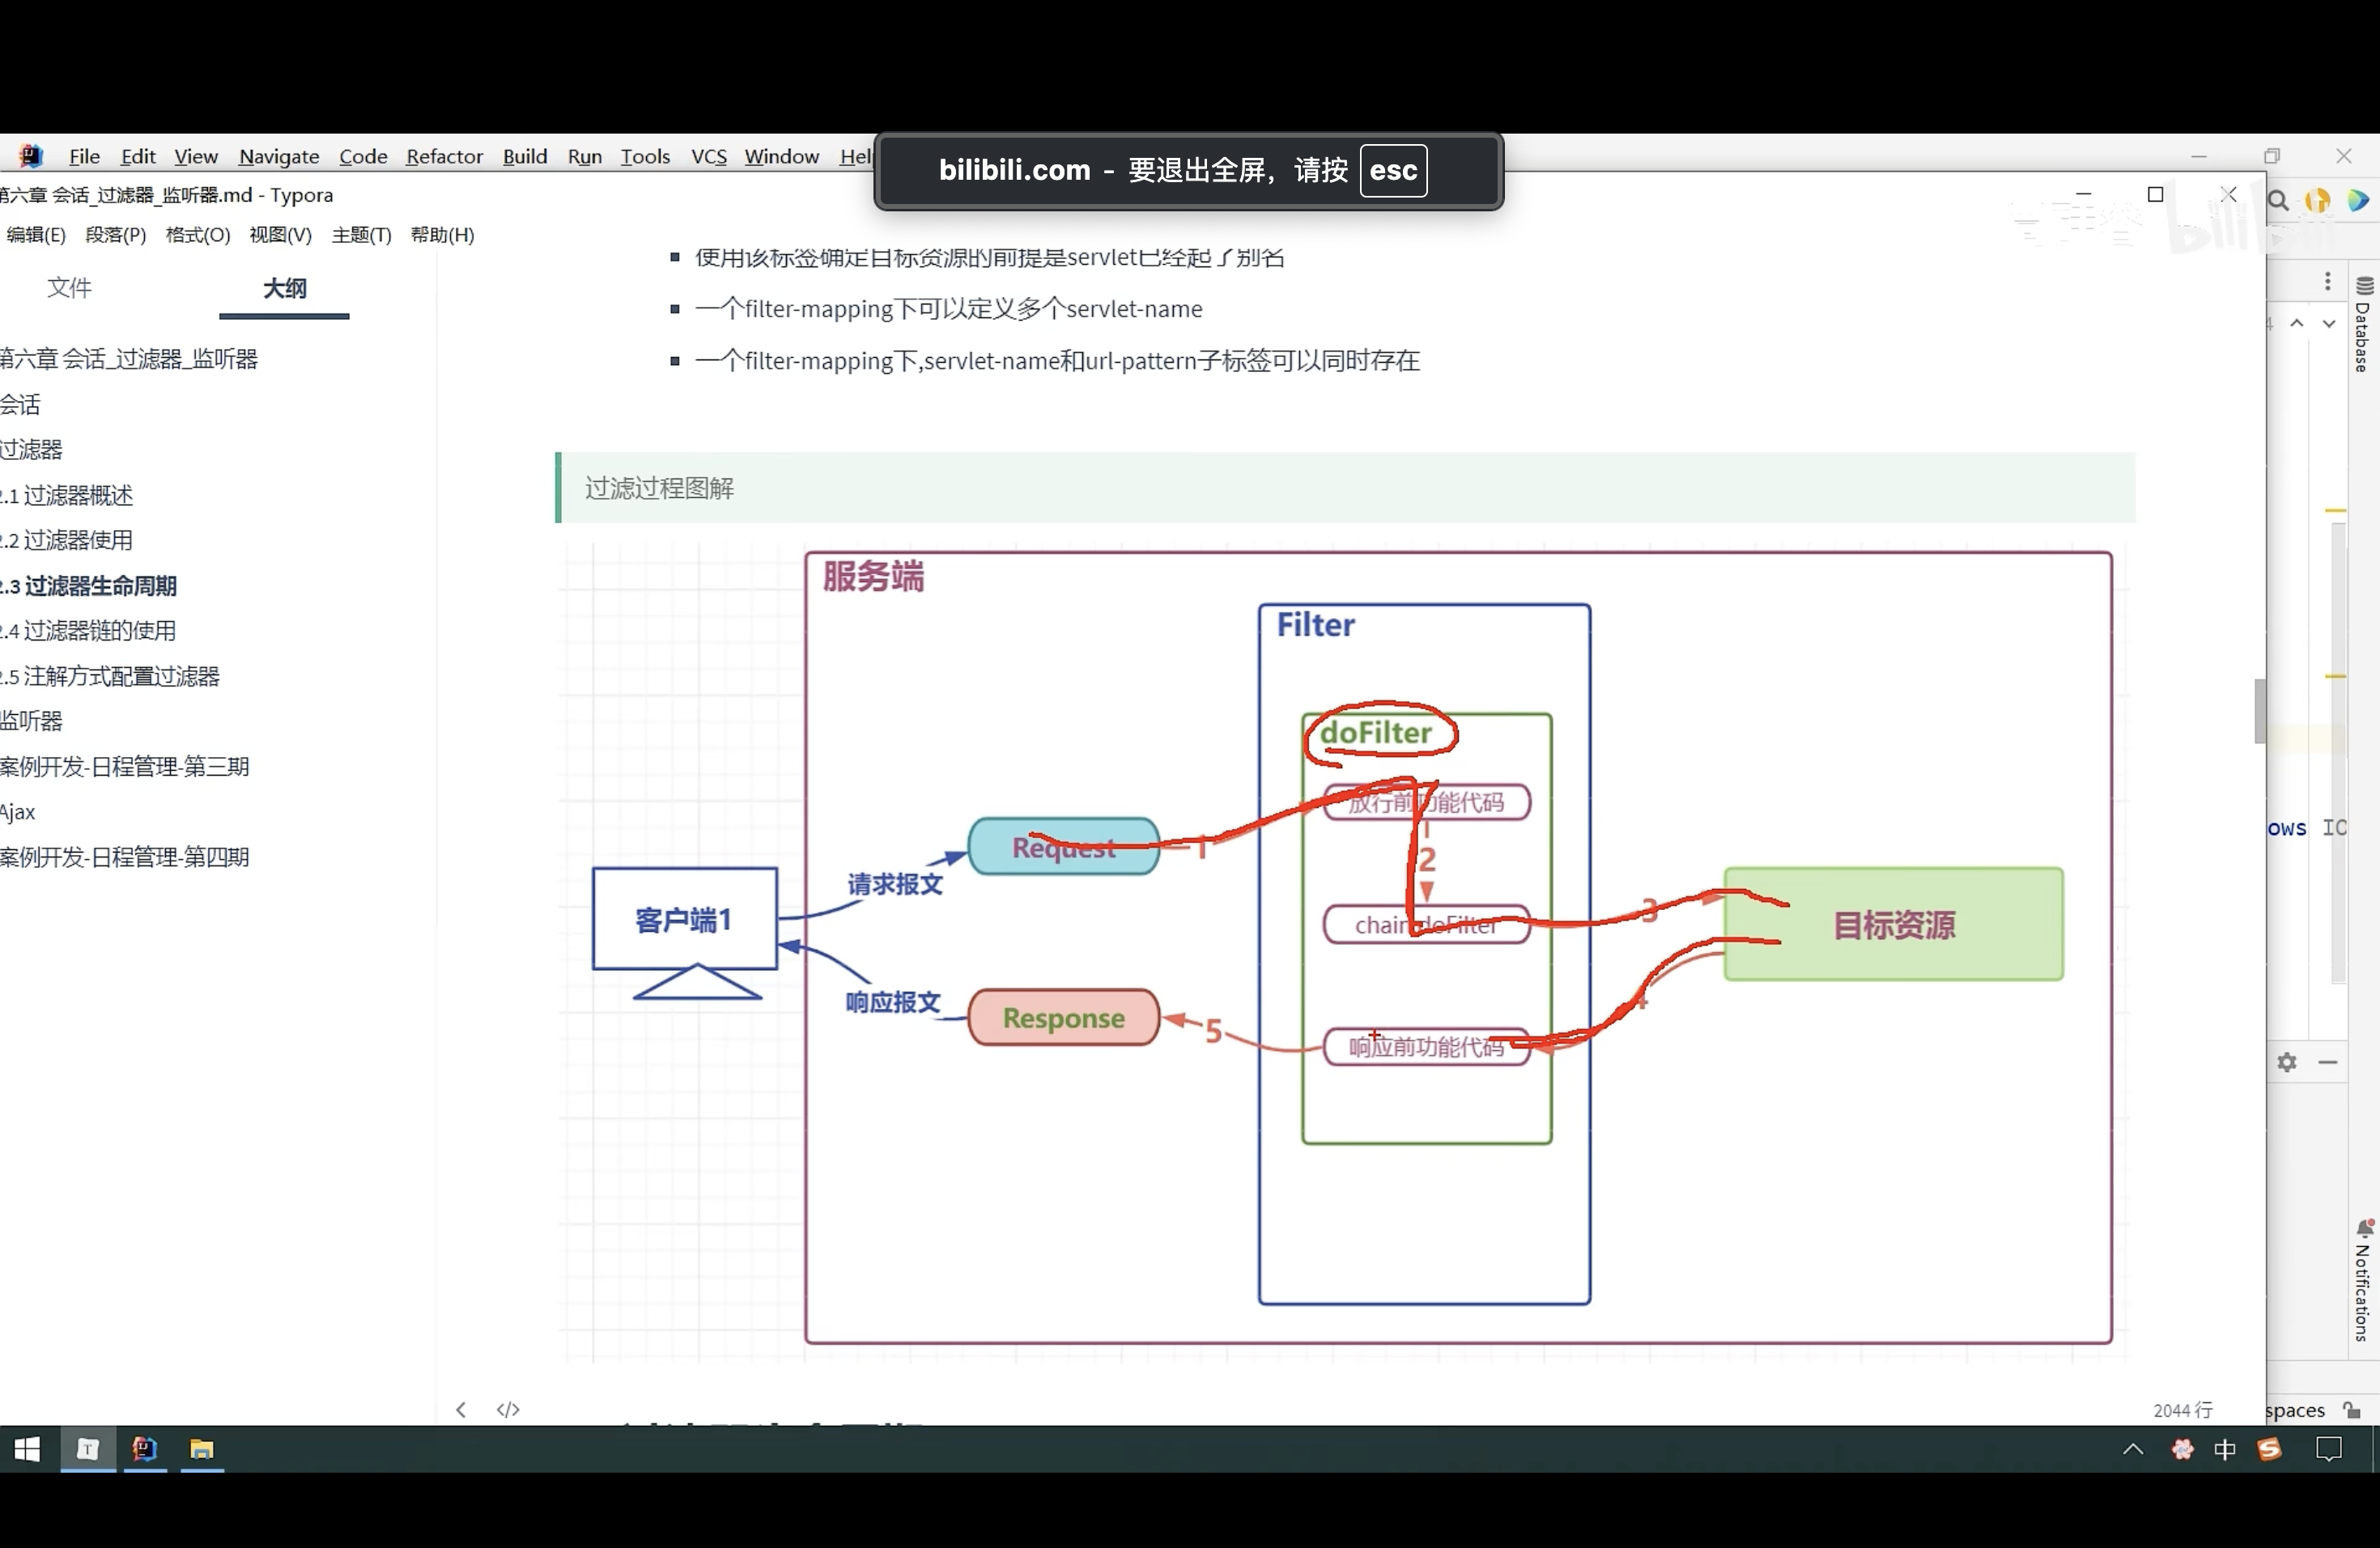 bilibili.com - 要退出全屏，请按 esc
File Edit View Navigate Code Refactor Build Run Tools VCS Window Hel
第六章 会话_过滤器_监听器.md - Typora
编辑(E) 段落(P) 格式(O) 视图(V) 主题(T) 帮助(H)
文件 大纲
第六章 会话_过滤器_监听器
会话
过滤器
2.1 过滤器概述
2.2 过滤器使用
2.3 过滤器生命周期
2.4 过滤器链的使用
2.5 注解方式配置过滤器
监听器
案例开发-日程管理-第三期
Ajax
案例开发-日程管理-第四期
使用该标签确定目标资源的前提是servlet已经起了别名
一个filter-mapping下可以定义多个servlet-name
一个filter-mapping下,servlet-name和url-pattern子标签可以同时存在
过滤过程图解
服务端
Filter
doFilter
放行前功能代码
Request
1
2
请求报文
客户端1
chain.doFilter
3
目标资源
响应报文
Response
5
响应前功能代码
4
2044 行
Database
ows IO
Notifications
spaces
中
bilibili